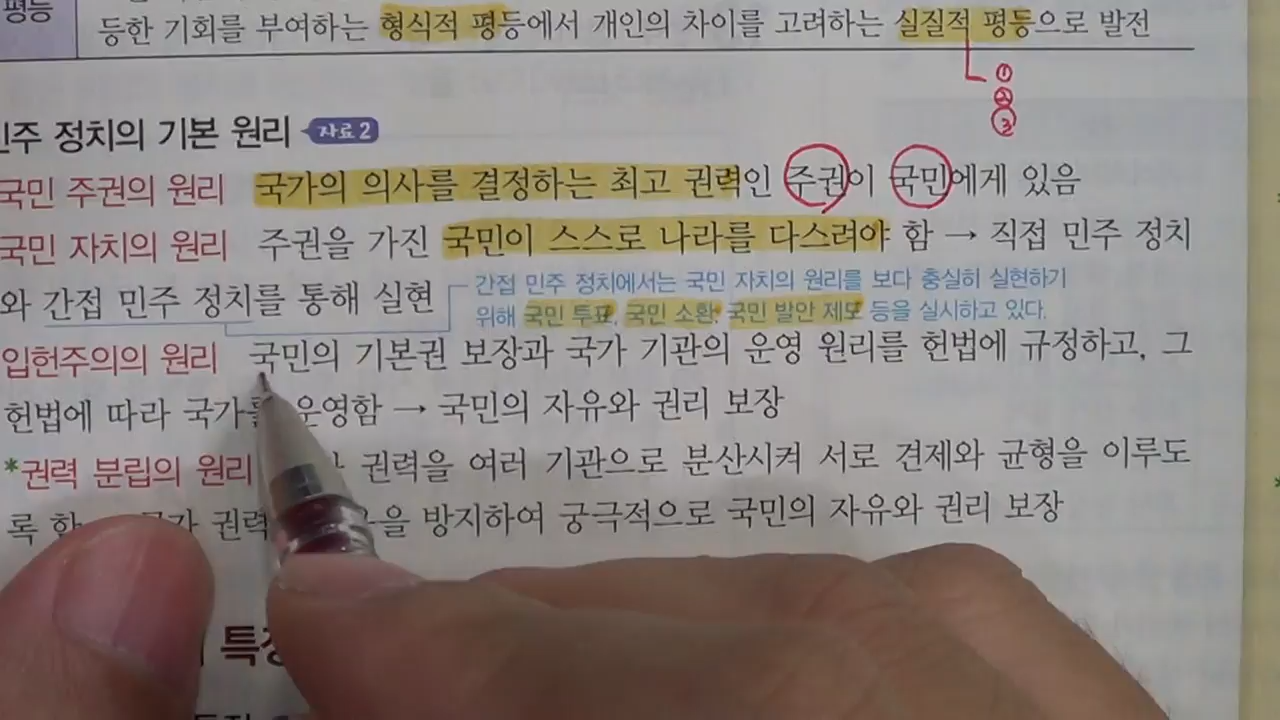 평등
등한 기회를 부여하는 형식적 평등에서 개인의 차이를 고려하는 실질적 평등으로 발전
①
②
③
민주 정치의 기본 원리 자료2
국민 주권의 원리 국가의 의사를 결정하는 최고 권력인 주권이 국민에게 있음
국민 자치의 원리 주권을 가진 국민이 스스로 나라를 다스려야 함 → 직접 민주 정치
와 간접 민주 정치를 통해 실현
간접 민주 정치에서는 국민 자치의 원리를 보다 충실히 실현하기
위해 국민 투표, 국민 소환, 국민 발안 제도 등을 실시하고 있다.
입헌주의의 원리 국민의 기본권 보장과 국가 기관의 운영 원리를 헌법에 규정하고, 그
헌법에 따라 국가를 운영함 → 국민의 자유와 권리 보장
*권력 분립의 원리 권력을 여러 기관으로 분산시켜 서로 견제와 균형을 이루도
록 함 권력 방지하여 궁극적으로 국민의 자유와 권리 보장